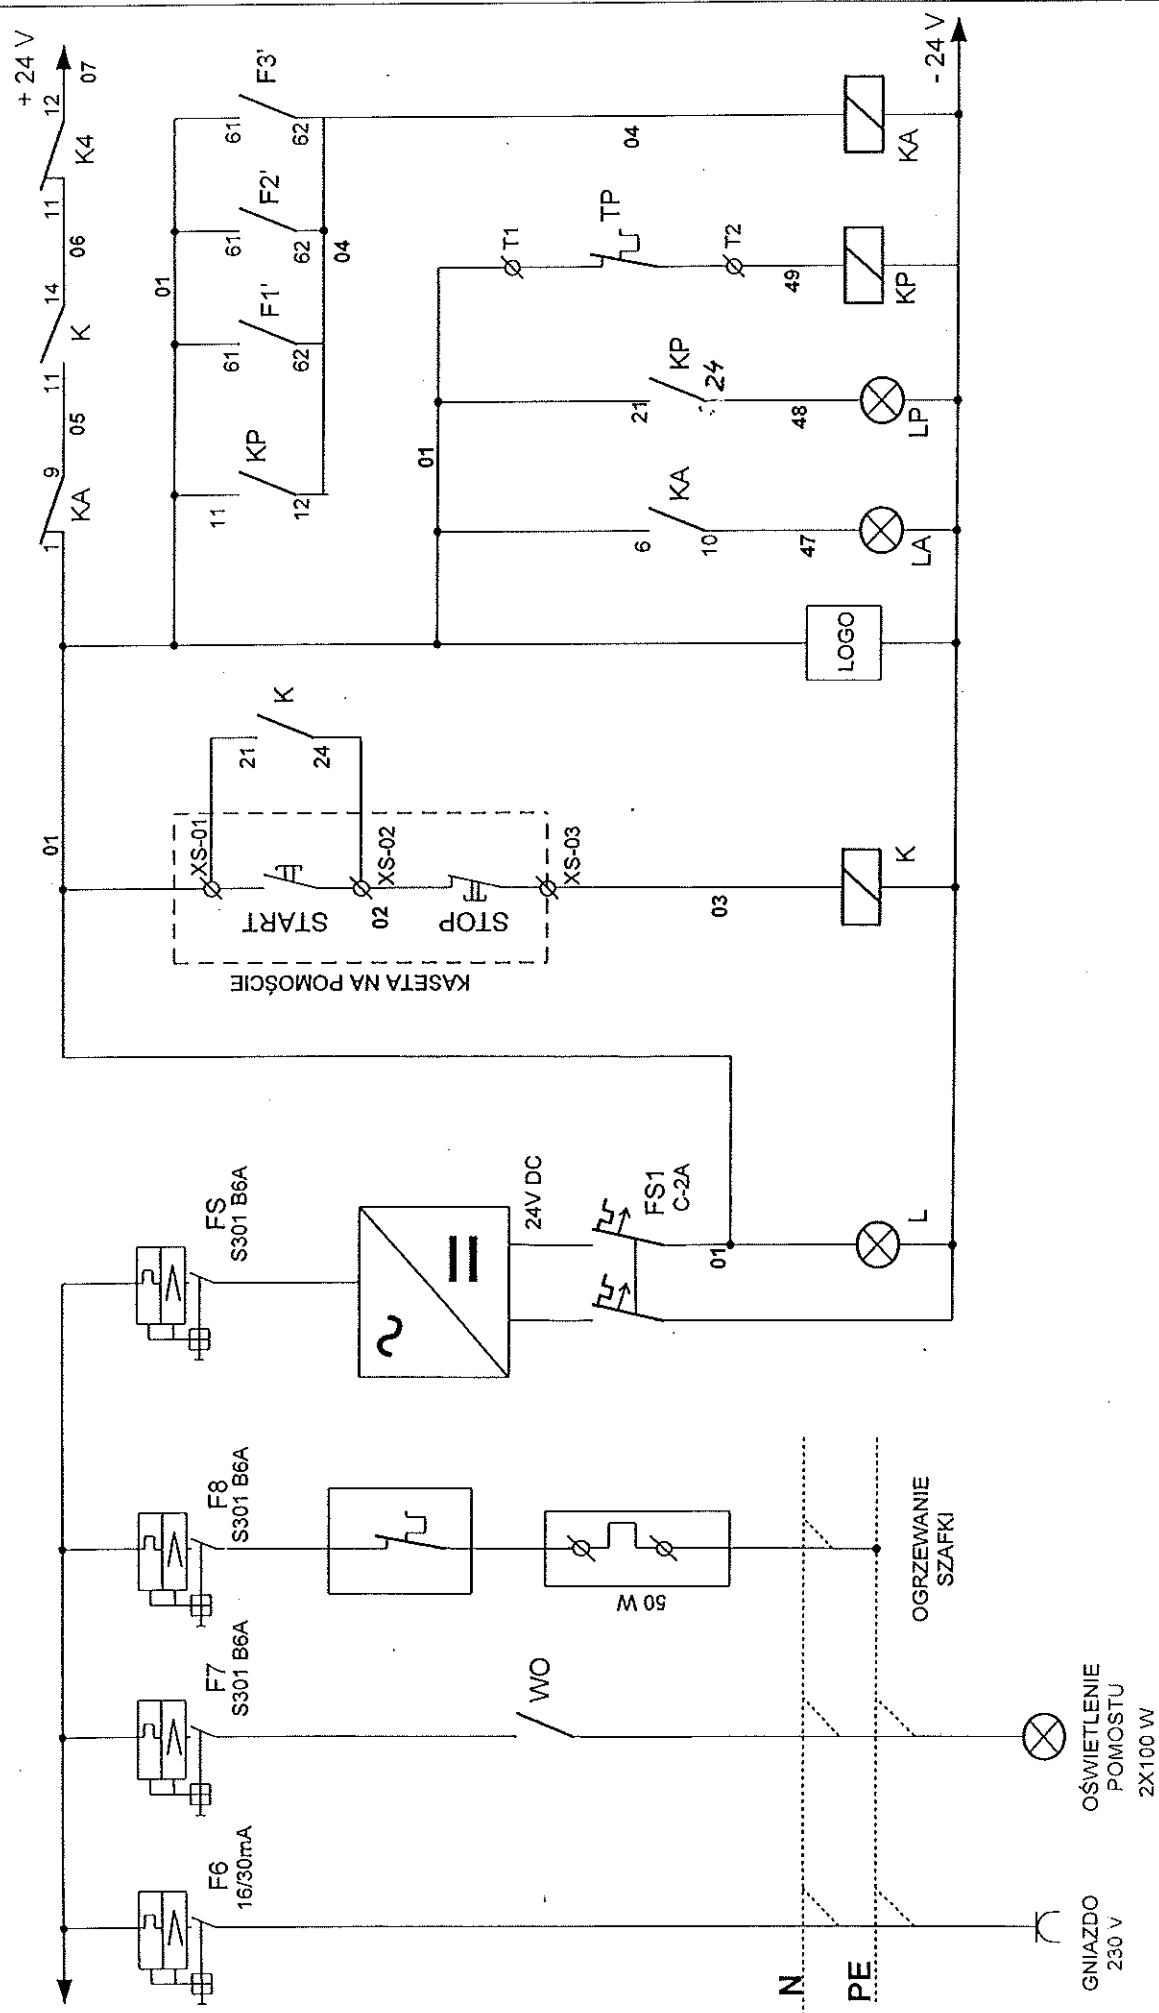 F6
16/30mA
F7
S301 B6A
F8
S301 B6A
FS
S301 B6A
01
1
KA
9
05
11
K
14
06
11
K4
12
07
+ 24 V
KASETA NA POMOŚCIE
XS-01
START
02
XS-02
STOP
XS-03
21
K
24
01
11
KP
12
61
F1'
62
61
F2'
62
04
61
F3'
62
24V DC
FS1
C-2A
01
L
50 W
WO
03
K
LOGO
01
6
KA
10
47
LA
21
KP
24
48
LP
T1
TP
T2
49
KP
04
KA
- 24 V
N
PE
GNIAZDO
230 V
OŚWIETLENIE
POMOSTU
2X100 W
OGRZEWANIE
SZAFKI